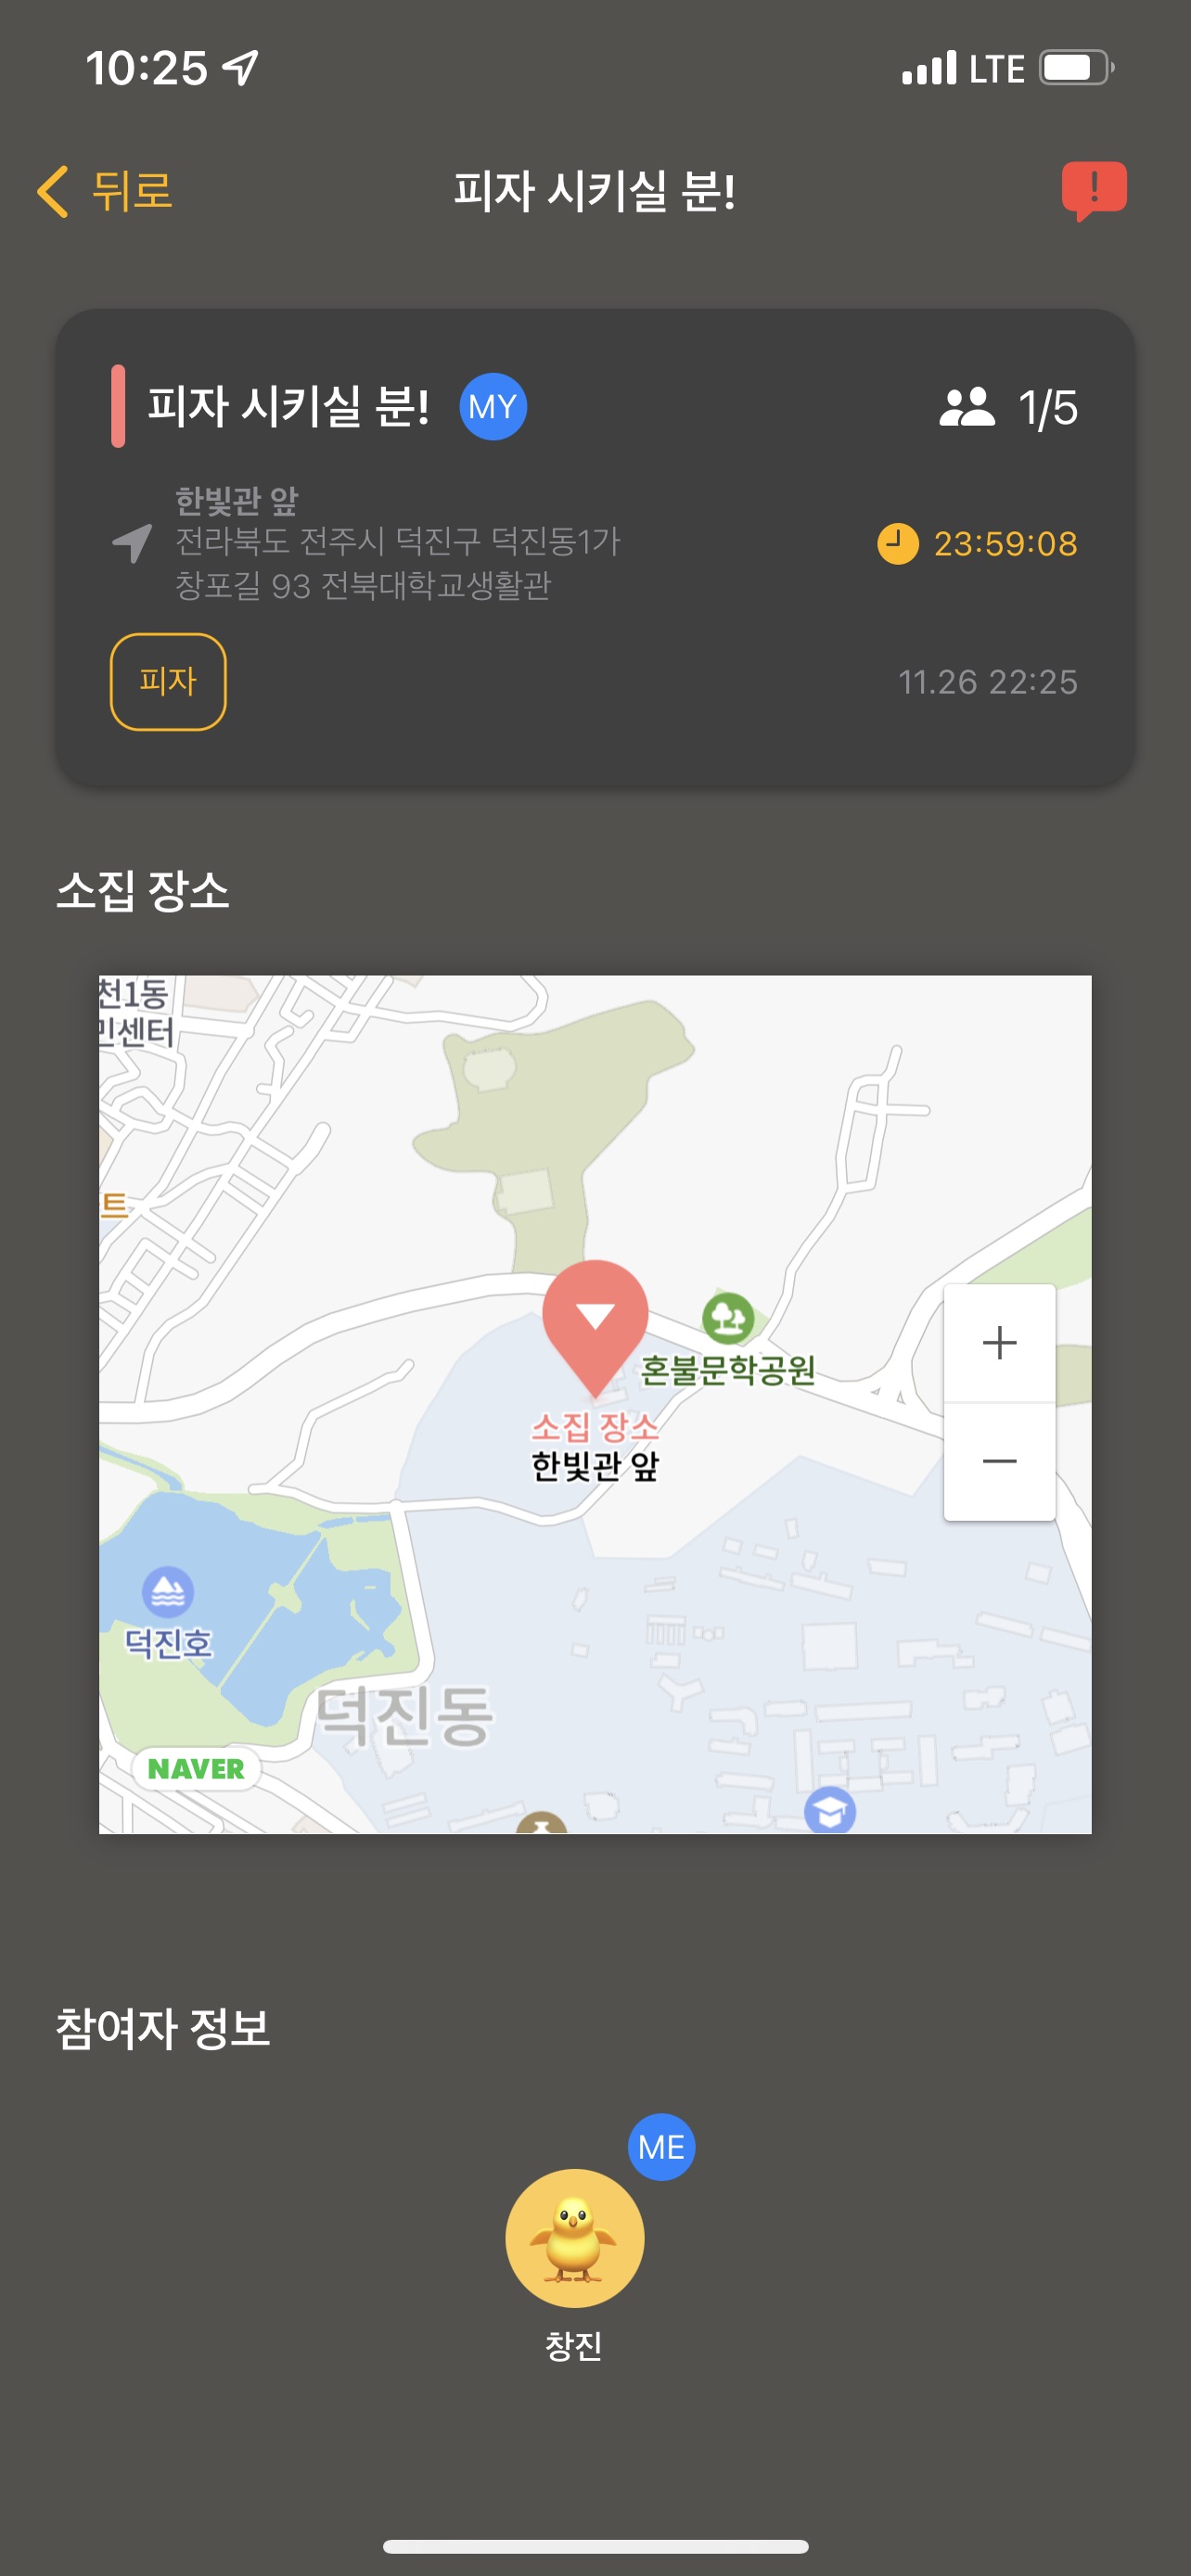 10:25 LTE
뒤로 피자 시키실 분!
피자 시키실 분! MY 1/5
한빛관 앞
전라북도 전주시 덕진구 덕진동1가
창포길 93 전북대학교생활관
23:59:08
피자 11.26 22:25
소집 장소
천1동
민센터
트
혼불문학공원
소집 장소
한빛관 앞
덕진호
덕진동
NAVER
참여자 정보
ME
창진